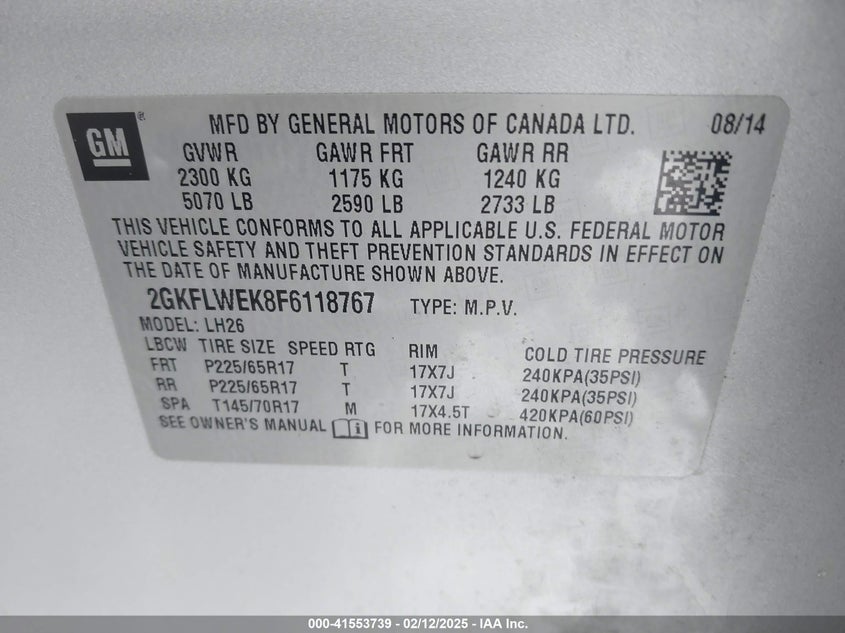 GM®
MFD BY GENERAL MOTORS OF CANADA LTD. 08/14
GVWR GAWR FRT GAWR RR
2300 KG 1175 KG 1240 KG
5070 LB 2590 LB 2733 LB
THIS VEHICLE CONFORMS TO ALL APPLICABLE U.S. FEDERAL MOTOR
VEHICLE SAFETY AND THEFT PREVENTION STANDARDS IN EFFECT ON
THE DATE OF MANUFACTURE SHOWN ABOVE.
2GKFLWEK8F6118767 TYPE: M.P.V.
MODEL: LH26
LBCW TIRE SIZE SPEED RTG RIM COLD TIRE PRESSURE
FRT P225/65R17 T 17X7J 240KPA(35PSI)
RR P225/65R17 T 17X7J 240KPA(35PSI)
SPA T145/70R17 M 17X4.5T 420KPA(60PSI)
SEE OWNER'S MANUAL i FOR MORE INFORMATION.
000-41553739 - 02/12/2025 - IAA Inc.